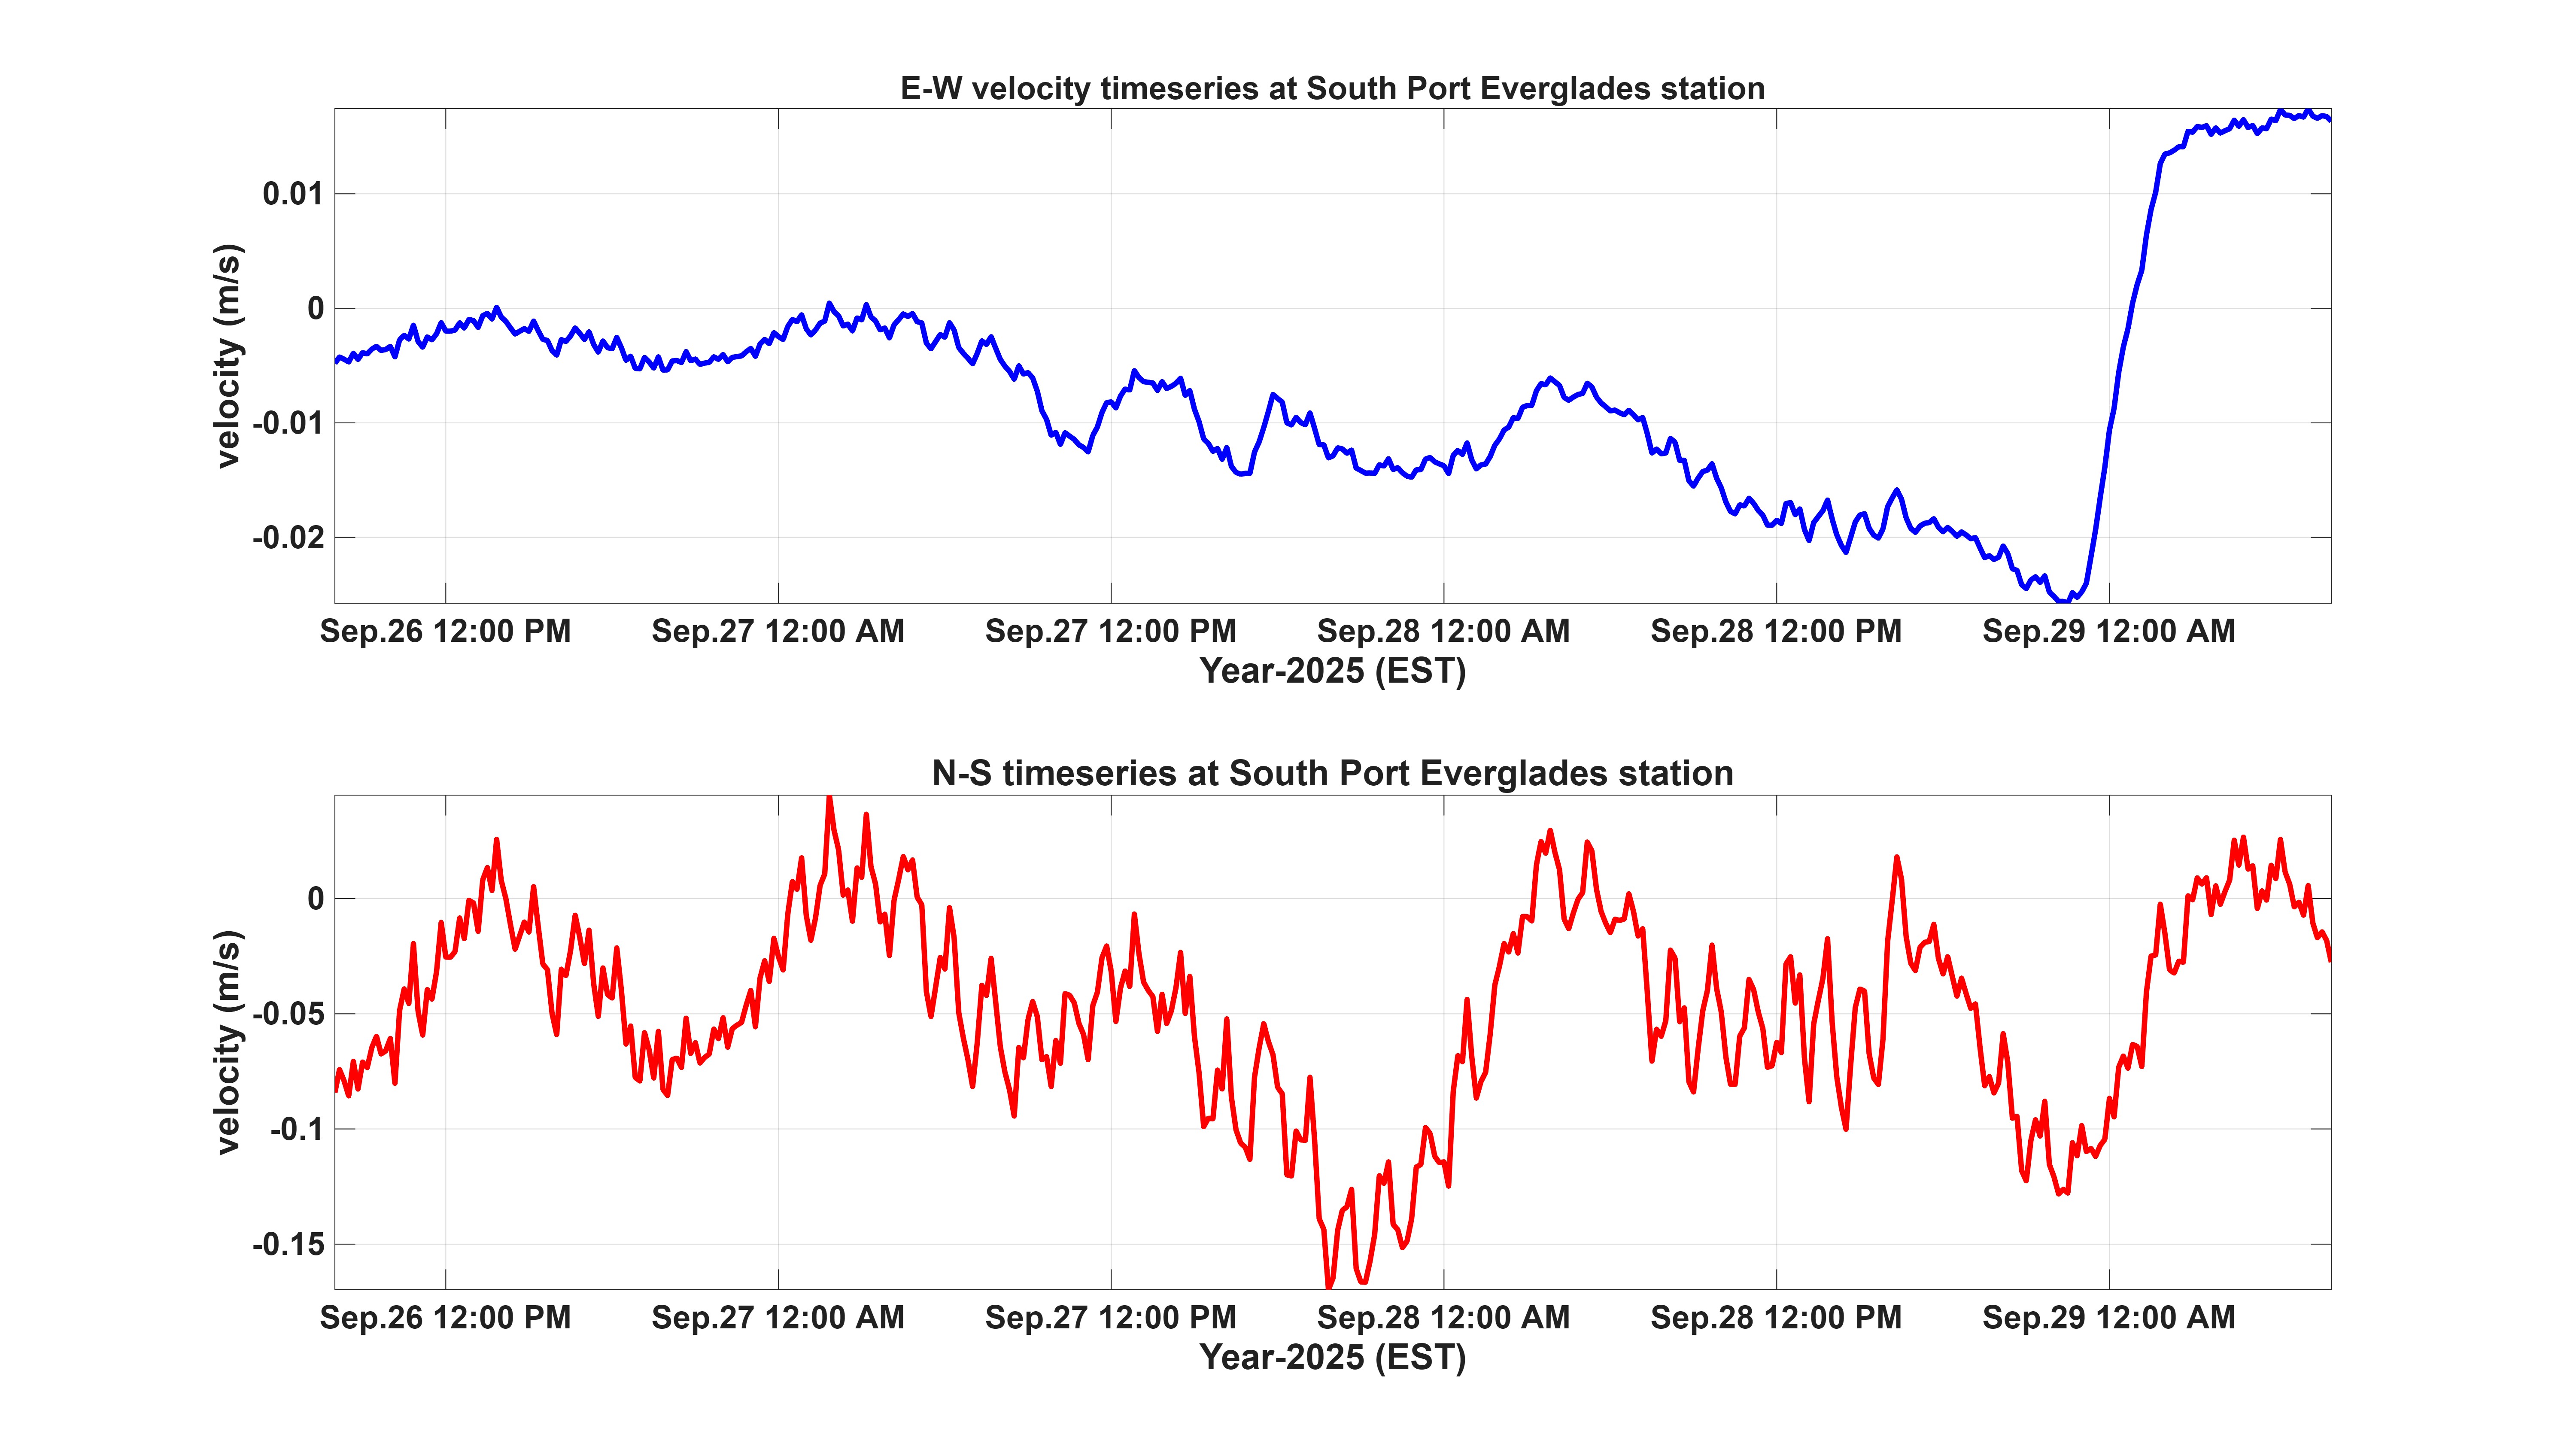 E-W velocity timeseries at South Port Everglades station
velocity (m/s)
0.01
0
-0.01
-0.02
Sep.26 12:00 PM Sep.27 12:00 AM Sep.27 12:00 PM Sep.28 12:00 AM Sep.28 12:00 PM Sep.29 12:00 AM
Year-2025 (EST)
N-S timeseries at South Port Everglades station
velocity (m/s)
0
-0.05
-0.1
-0.15
Sep.26 12:00 PM Sep.27 12:00 AM Sep.27 12:00 PM Sep.28 12:00 AM Sep.28 12:00 PM Sep.29 12:00 AM
Year-2025 (EST)